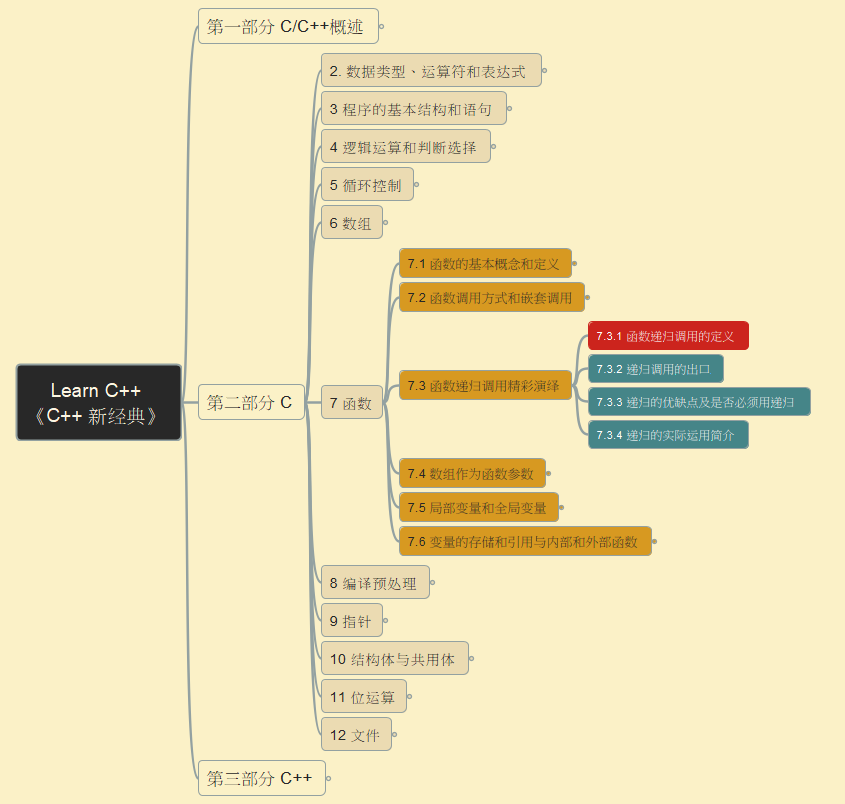 Learn C++
《C++ 新经典》
第一部分 C/C++概述
第二部分 C
2. 数据类型、运算符和表达式
3 程序的基本结构和语句
4 逻辑运算和判断选择
5 循环控制
6 数组
7 函数
7.1 函数的基本概念和定义
7.2 函数调用方式和嵌套调用
7.3 函数递归调用精彩演绎
7.3.1 函数递归调用的定义
7.3.2 递归调用的出口
7.3.3 递归的优缺点及是否必须用递归
7.3.4 递归的实际运用简介
7.4 数组作为函数参数
7.5 局部变量和全局变量
7.6 变量的存储和引用与内部和外部函数
8 编译预处理
9 指针
10 结构体与共用体
11 位运算
12 文件
第三部分 C++